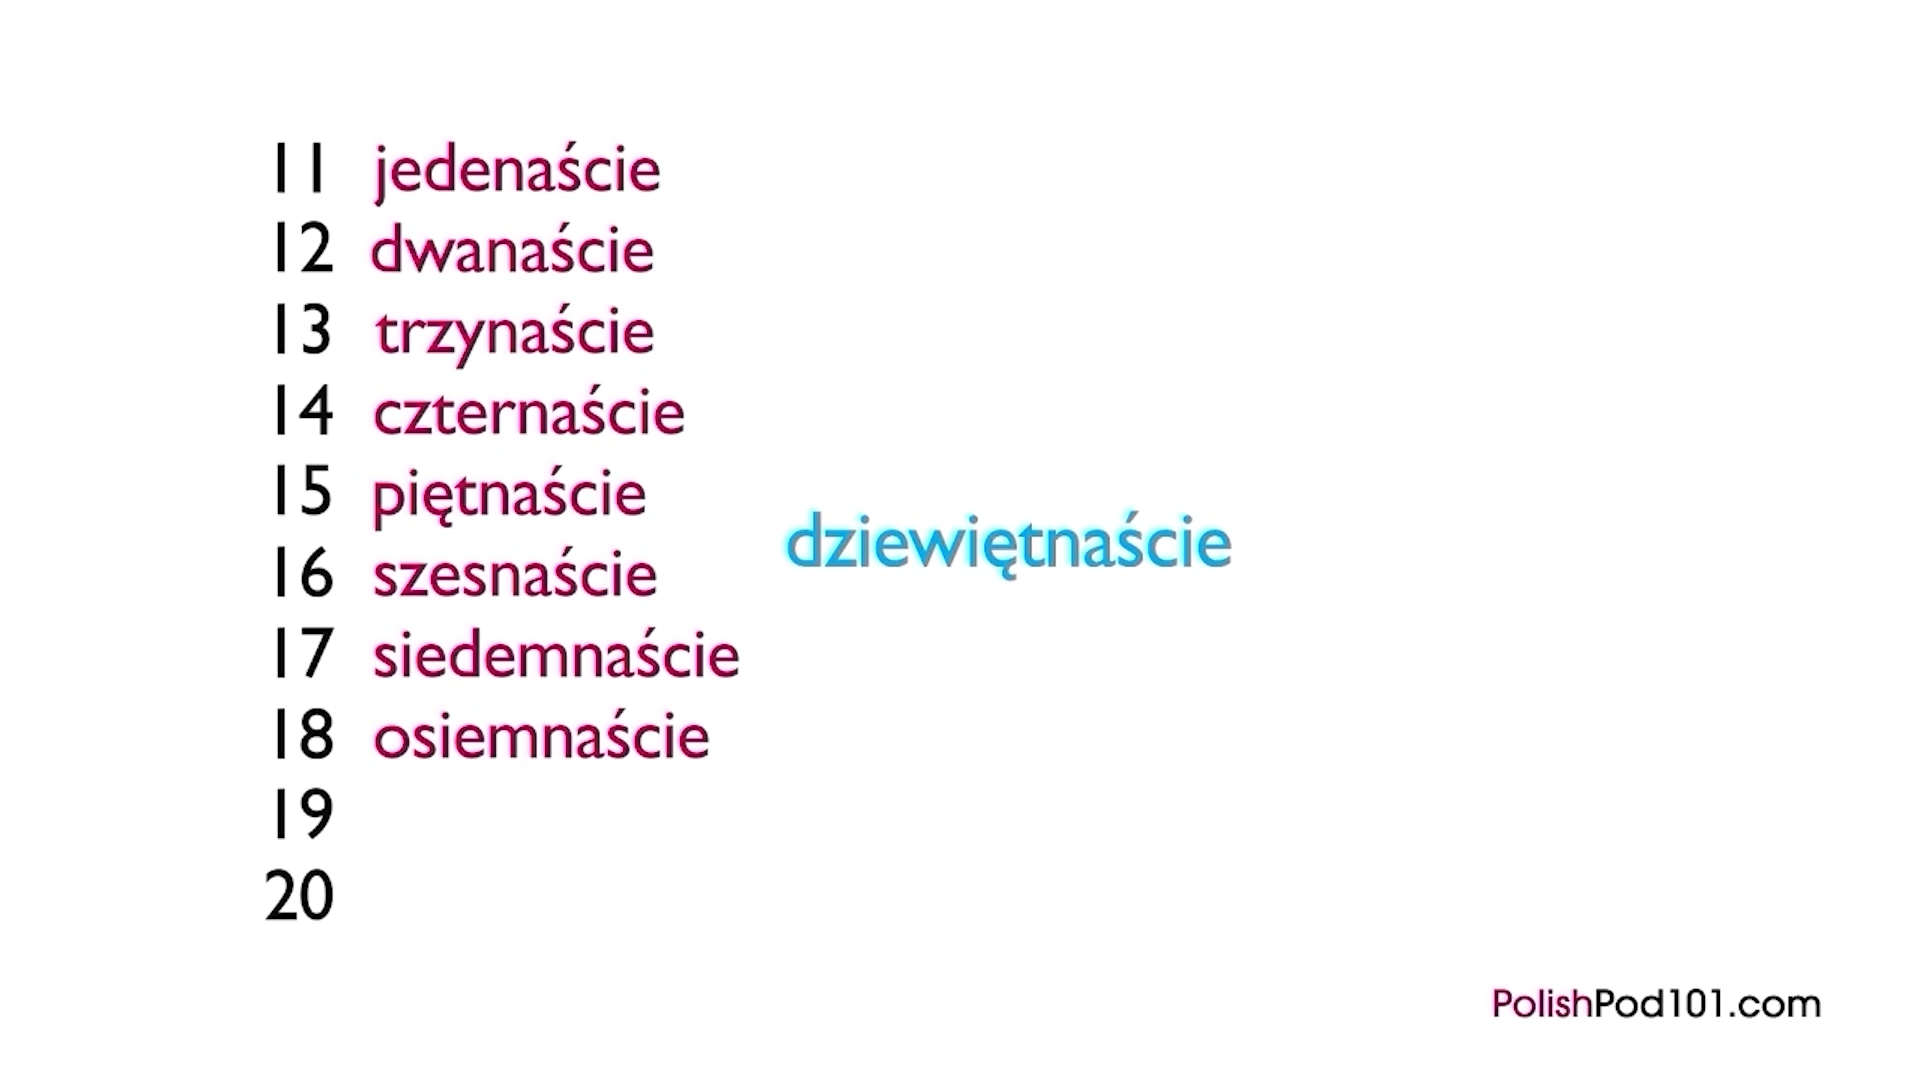 11 jedenaście
12 dwanaście
13 trzynaście
14 czternaście
15 piętnaście
dziewiętnaście
16 szesnaście
17 siedemnaście
18 osiemnaście
19
20
PolishPod101.com